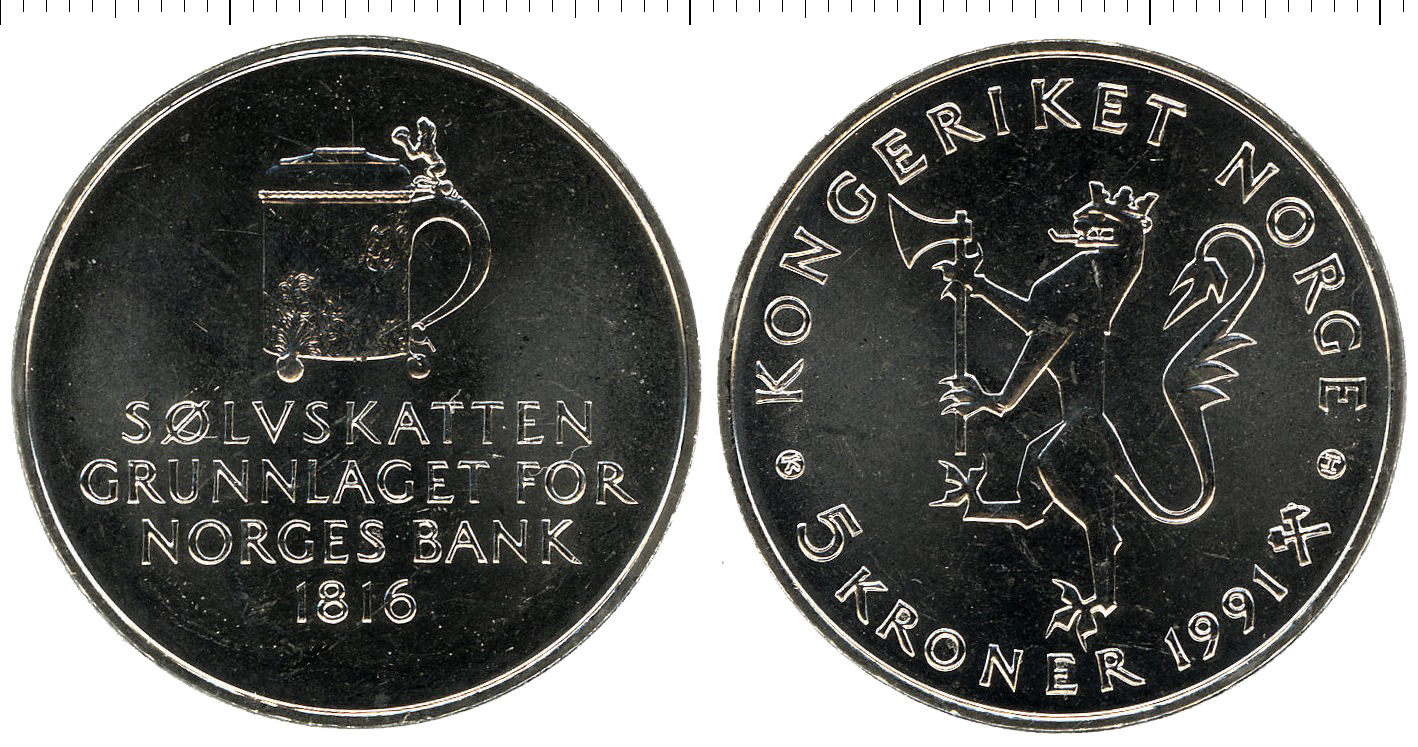 SØLVSKATTEN
GRUNNLAGET FOR
NORGES BANK
1816
KONGERIKET NORGE
K
H
5 KRONER 1991